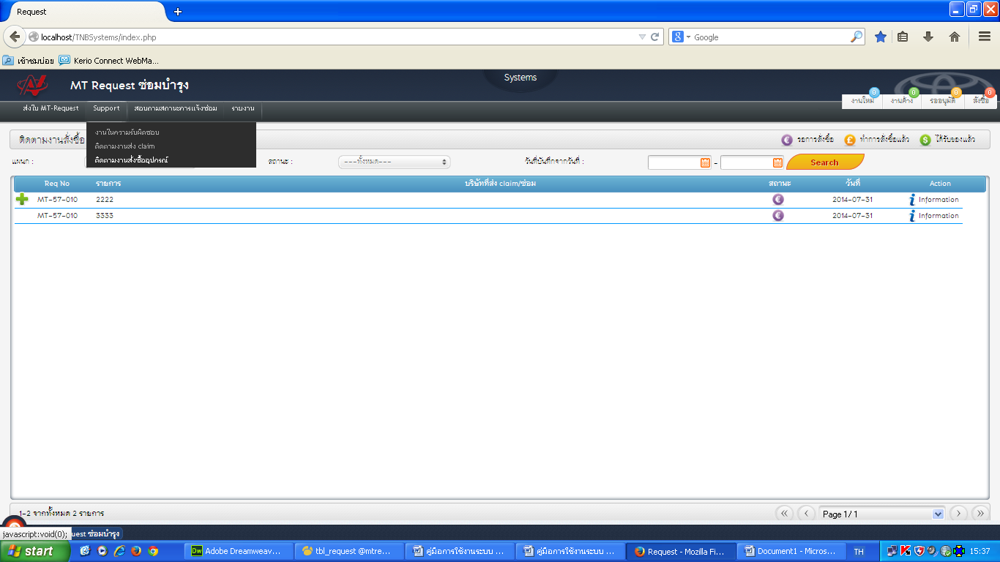 Request
localhost/TNBSystems/index.php
Google
เข้าชมบ่อย Kerio Connect WebMa...
MT Request ซ่อมบำรุง
Systems
0 0 0 0
งานใหม่ งานค้าง รออนุมัติ สั่งซื้อ
ส่งใบ MT-Request Support สอบถามสถานะการแจ้งซ่อม รายงาน
งานในความรับผิดชอบ
ติดตามงานส่ง claim
ติดตามงานสั่งซื้ออุปกรณ์
ติดตามงานสั่งซื้อ
รอการสั่งซื้อ ทำการสั่งซื้อแล้ว ได้รับของแล้ว
แผนก : สถานะ : ---ทั้งหมด--- วันที่บันทึกจากวันที่ : - Search
Req No รายการ บริษัทที่ส่ง claim/ซ่อม สถานะ วันที่ Action
MT-57-010 2222 2014-07-31 Information
MT-57-010 3333 2014-07-31 Information
1-2 จากทั้งหมด 2 รายการ
Page 1/ 1
javascript:void(0);
uest ซ่อมบำรุง
start
Adobe Dreamweav... tbl_request @mtre... คู่มือการใช้งานระบบ ... คู่มือการใช้งานระบบ ... Request - Mozilla Fi... Document1 - Micros... TH 15:37